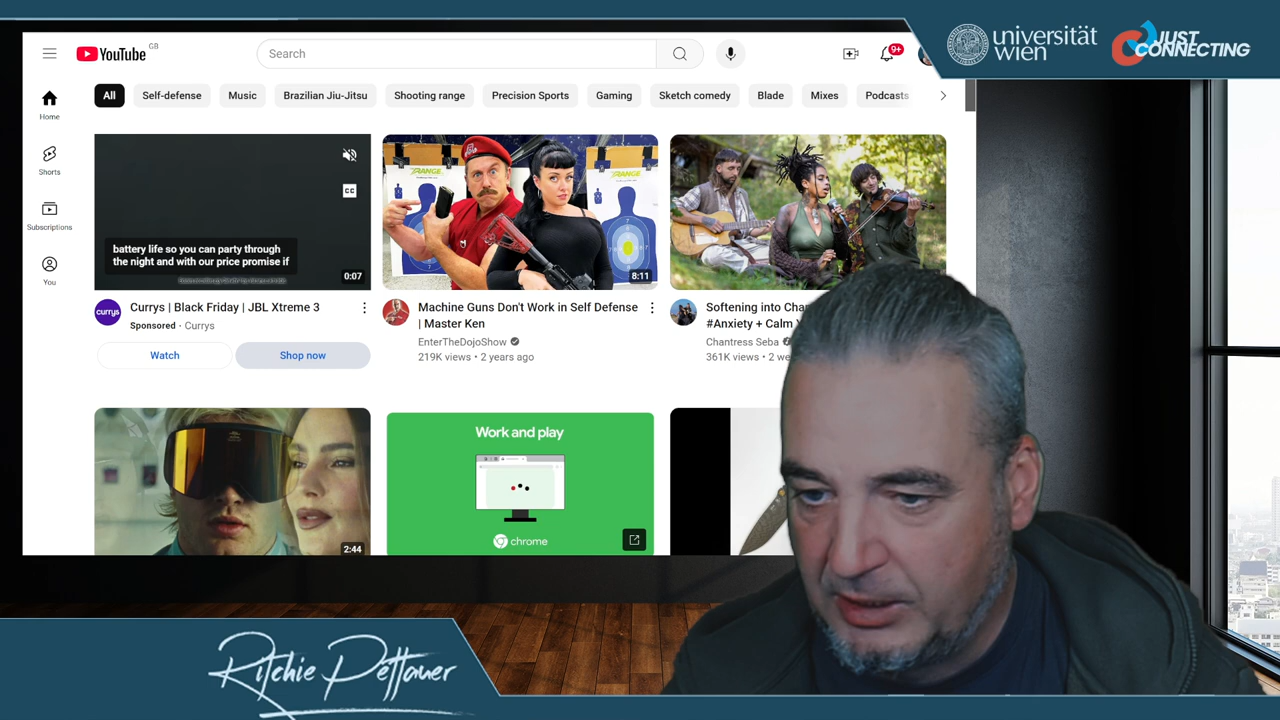 YouTube GB
Search
9+
universität
wien
JUST
CONNECTING
All
Self-defense
Music
Brazilian Jiu-Jitsu
Shooting range
Precision Sports
Gaming
Sketch comedy
Blade
Mixes
Podcasts
Home
Shorts
Subscriptions
You
CC
battery life so you can party through
the night and with our price promise if
0:07
RANGE
RANGE
8:11
currys
Currys | Black Friday | JBL Xtreme 3
Sponsored · Currys
Watch
Shop now
Machine Guns Don't Work in Self Defense
| Master Ken
EnterTheDojoShow
219K views • 2 years ago
Softening into
#Anxiety + Calm
Chantress Seba
361K views • 2
2:44
Work and play
chrome
Ritchie Pettauer